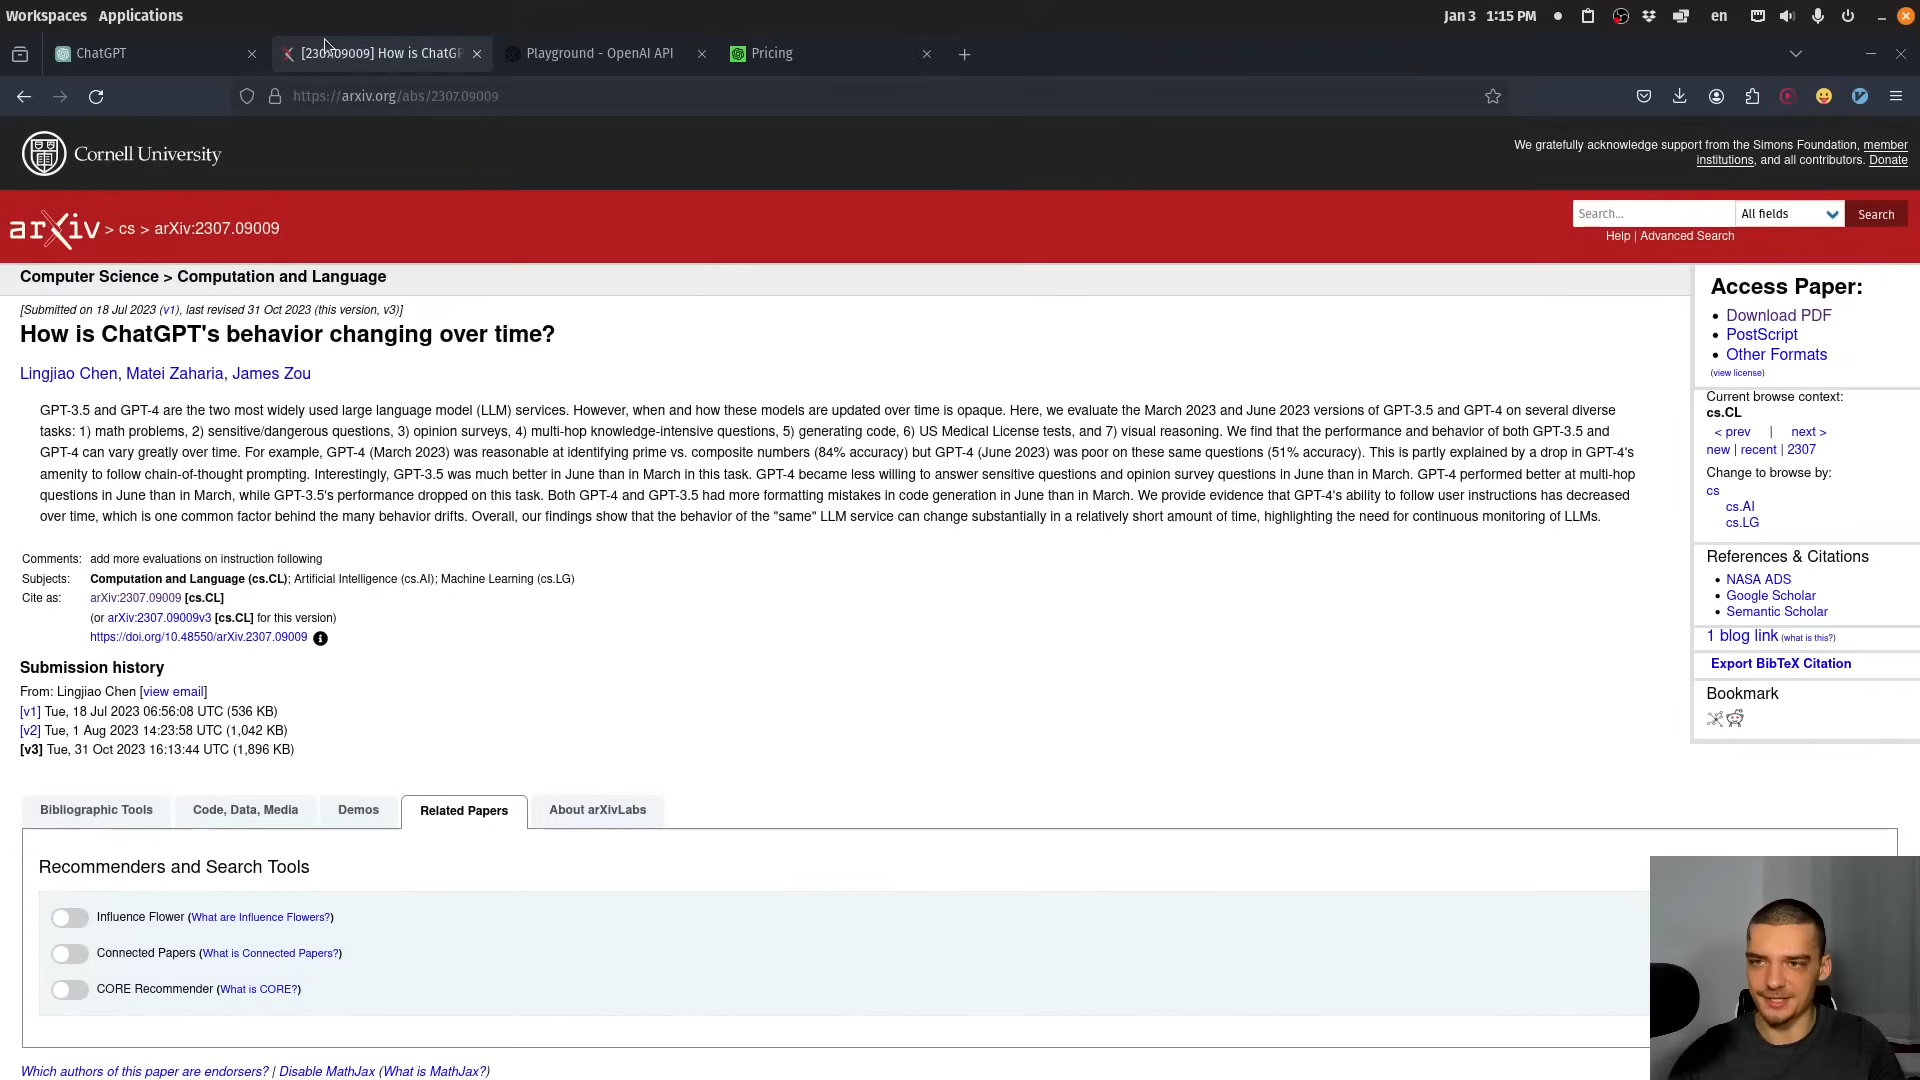 Workspaces Applications
Jan 3 1:15 PM
en
ChatGPT
[2307.09009] How is ChatGP
Playground - OpenAI API
Pricing
https://arxiv.org/abs/2307.09009
Cornell University
We gratefully acknowledge support from the Simons Foundation, member
institutions, and all contributors. Donate
arXiv > cs > arXiv:2307.09009
Search...
All fields
Search
Help | Advanced Search
Computer Science > Computation and Language
[Submitted on 18 Jul 2023 (v1), last revised 31 Oct 2023 (this version, v3)]
How is ChatGPT's behavior changing over time?
Lingjiao Chen, Matei Zaharia, James Zou
GPT-3.5 and GPT-4 are the two most widely used large language model (LLM) services. However, when and how these models are updated over time is opaque. Here, we evaluate the March 2023 and June 2023 versions of GPT-3.5 and GPT-4 on several diverse
tasks: 1) math problems, 2) sensitive/dangerous questions, 3) opinion surveys, 4) multi-hop knowledge-intensive questions, 5) generating code, 6) US Medical License tests, and 7) visual reasoning. We find that the performance and behavior of both GPT-3.5 and
GPT-4 can vary greatly over time. For example, GPT-4 (March 2023) was reasonable at identifying prime vs. composite numbers (84% accuracy) but GPT-4 (June 2023) was poor on these same questions (51% accuracy). This is partly explained by a drop in GPT-4's
amenity to follow chain-of-thought prompting. Interestingly, GPT-3.5 was much better in June than in March in this task. GPT-4 became less willing to answer sensitive questions and opinion survey questions in June than in March. GPT-4 performed better at multi-hop
questions in June than in March, while GPT-3.5's performance dropped on this task. Both GPT-4 and GPT-3.5 had more formatting mistakes in code generation in June than in March. We provide evidence that GPT-4's ability to follow user instructions has decreased
over time, which is one common factor behind the many behavior drifts. Overall, our findings show that the behavior of the "same" LLM service can change substantially in a relatively short amount of time, highlighting the need for continuous monitoring of LLMs.
Comments: add more evaluations on instruction following
Subjects: Computation and Language (cs.CL); Artificial Intelligence (cs.AI); Machine Learning (cs.LG)
Cite as: arXiv:2307.09009 [cs.CL]
(or arXiv:2307.09009v3 [cs.CL] for this version)
https://doi.org/10.48550/arXiv.2307.09009
Submission history
From: Lingjiao Chen [view email]
[v1] Tue, 18 Jul 2023 06:56:08 UTC (536 KB)
[v2] Tue, 1 Aug 2023 14:23:58 UTC (1,042 KB)
[v3] Tue, 31 Oct 2023 16:13:44 UTC (1,896 KB)
Access Paper:
Download PDF
PostScript
Other Formats
(view license)
Current browse context:
cs.CL
< prev | next >
new | recent | 2307
Change to browse by:
cs
cs.AI
cs.LG
References & Citations
NASA ADS
Google Scholar
Semantic Scholar
1 blog link (what is this?)
Export BibTeX Citation
Bookmark
Bibliographic Tools
Code, Data, Media
Demos
Related Papers
About arXivLabs
Recommenders and Search Tools
Influence Flower (What are Influence Flowers?)
Connected Papers (What is Connected Papers?)
CORE Recommender (What is CORE?)
Which authors of this paper are endorsers? | Disable MathJax (What is MathJax?)